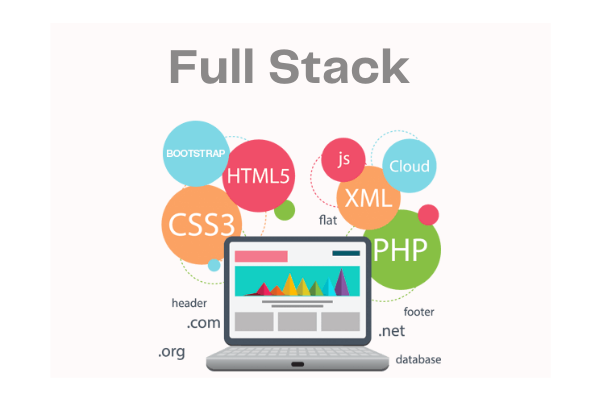 Full Stack
BOOTSTRAP
HTML5
js
Cloud
XML
CSS3
flat
PHP
header
.com
footer
.net
.org
database